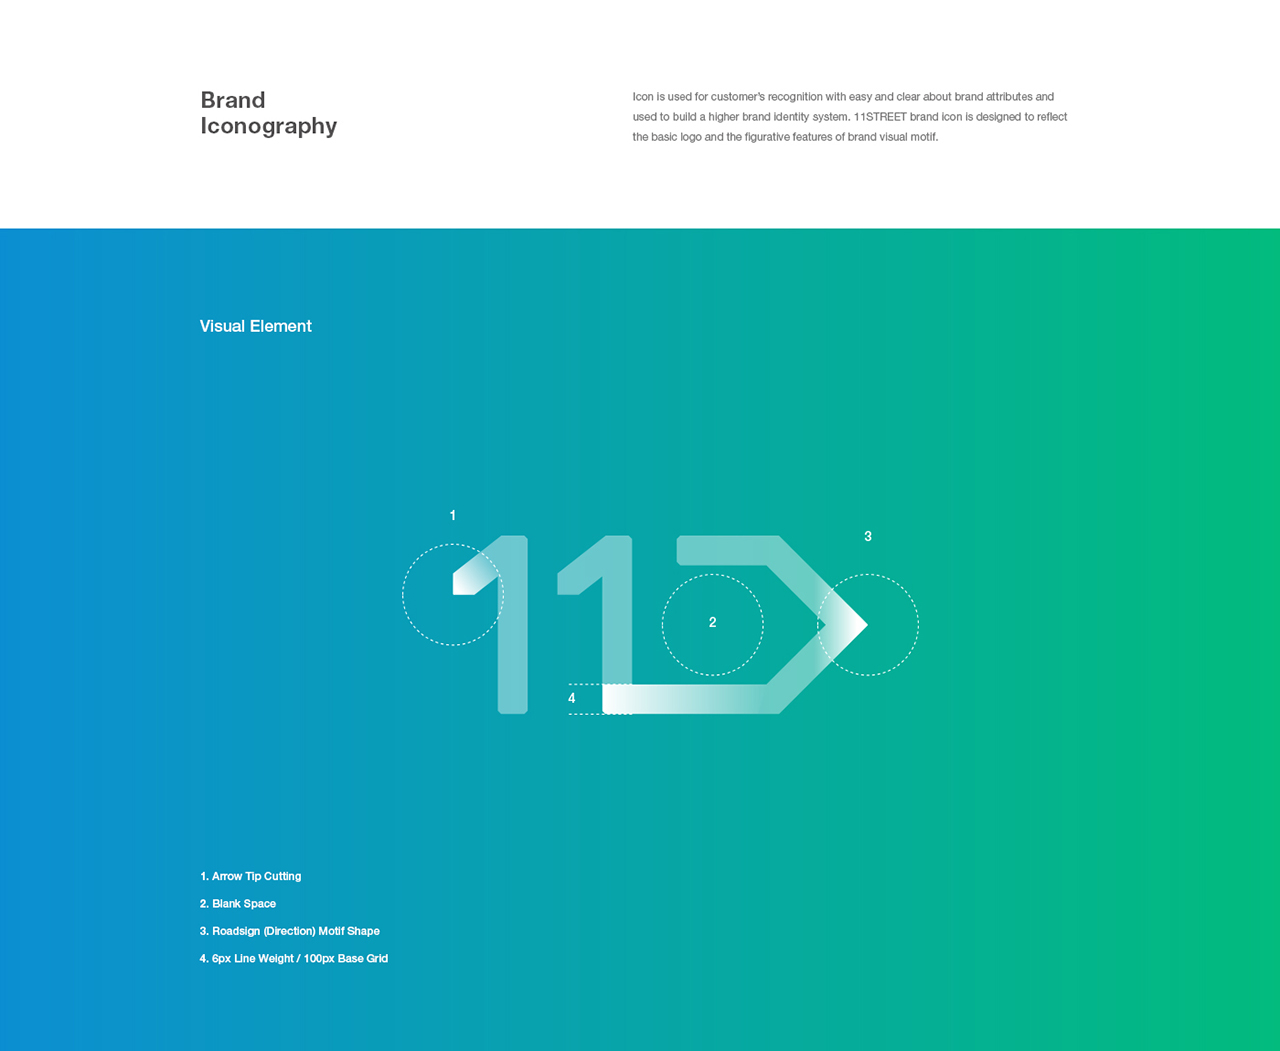 Brand
Iconography
Icon is used for customer's recognition with easy and clear about brand attributes and
used to build a higher brand identity system. 11STREET brand icon is designed to reflect
the basic logo and the figurative features of brand visual motif.
Visual Element
1
3
11
2
4
1. Arrow Tip Cutting
2. Blank Space
3. Roadsign (Direction) Motif Shape
4. 6px Line Weight / 100px Base Grid